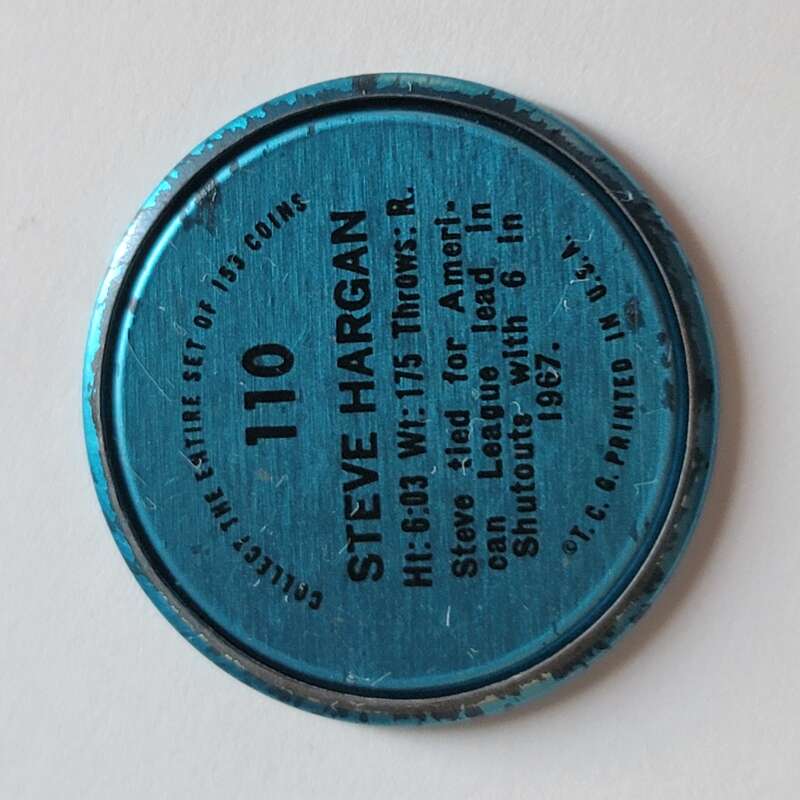 COLLECT THE ENTIRE SET OF 153 COINS
110
STEVE HARGAN
Ht: 6:03 Wt: 175 Throws: R.
Steve tied for Ameri-
can League lead in
Shutouts with 6 in
1967.
©T. C. G. PRINTED IN U.S.A.